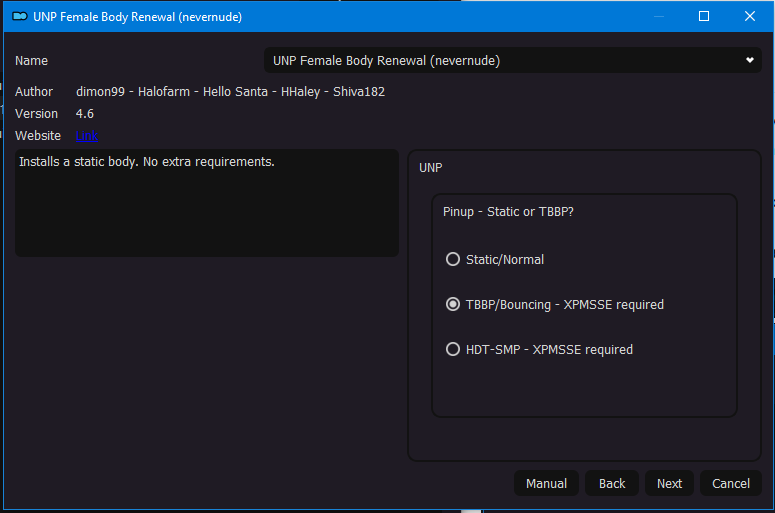 UNP Female Body Renewal (nevernude)
Name
UNP Female Body Renewal (nevernude)
Author dimon99 - Halofarm - Hello Santa - HHaley - Shiva182
Version 4.6
Website Link
Installs a static body. No extra requirements.
UNP
Pinup - Static or TBBP?
Static/Normal
TBBP/Bouncing - XPMSSE required
HDT-SMP - XPMSSE required
Manual Back Next Cancel